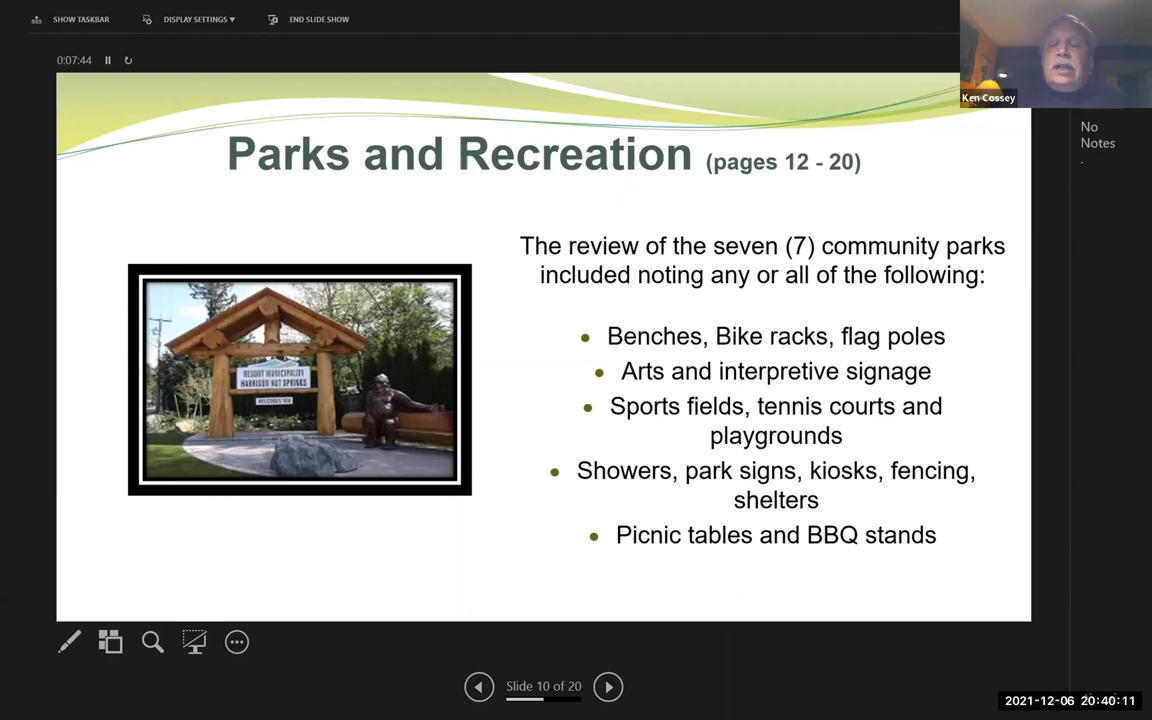 SHOW TASKBAR
DISPLAY SETTINGS ▼
END SLIDE SHOW
0:07:44
Ken Cossey
No
Notes
.
Parks and Recreation (pages 12 - 20)
The review of the seven (7) community parks
included noting any or all of the following:
• Benches, Bike racks, flag poles
• Arts and interpretive signage
• Sports fields, tennis courts and
playgrounds
• Showers, park signs, kiosks, fencing,
shelters
• Picnic tables and BBQ stands
RESORT MUNICIPALITY
HARRISON HOT SPRINGS
WELCOMES YOU
Slide 10 of 20
2021-12-06 20:40:11